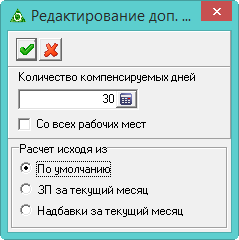 Редактирование доп. ...
Количество компенсируемых дней
30
Со всех рабочих мест
Расчет исходя из
По умолчанию
ЗП за текущий месяц
Надбавки за текущий месяц